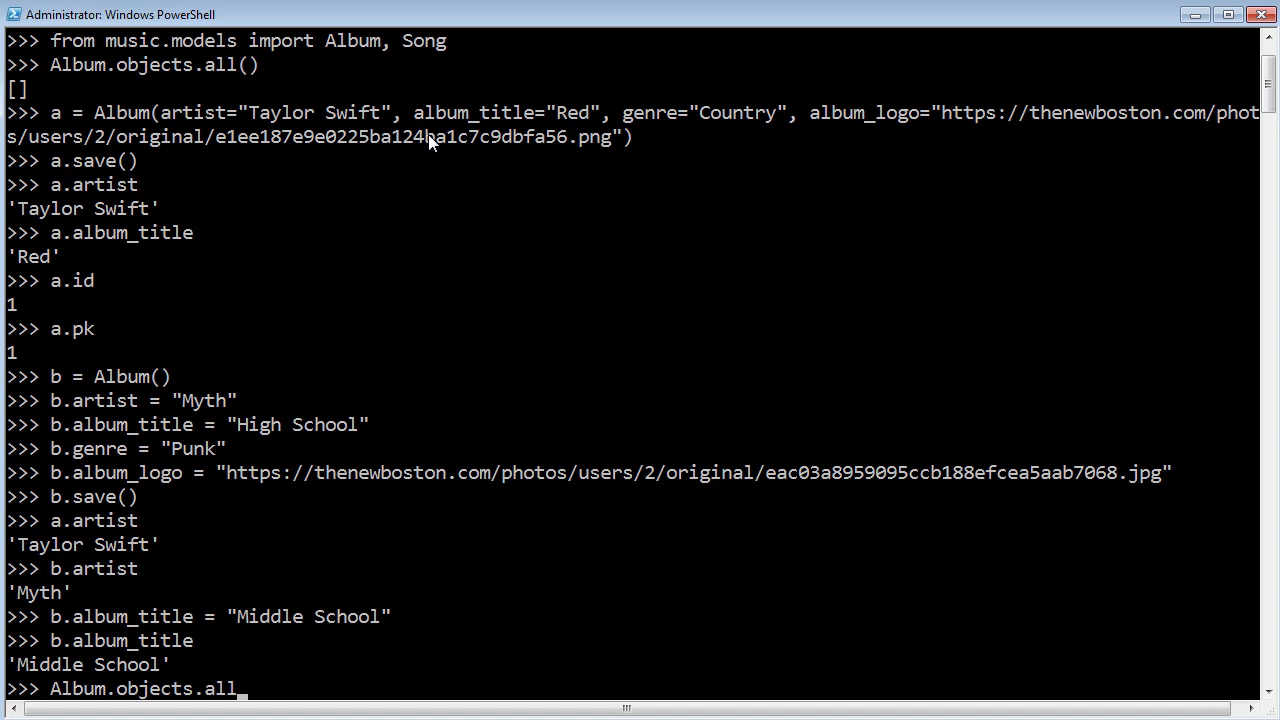 Administrator: Windows PowerShell
>>> from music.models import Album, Song
>>> Album.objects.all()
[]
>>> a = Album(artist="Taylor Swift", album_title="Red", genre="Country", album_logo="https://thenewboston.com/phot
s/users/2/original/e1ee187e9e0225ba124ba1c7c9dbfa56.png")
>>> a.save()
>>> a.artist
'Taylor Swift'
>>> a.album_title
'Red'
>>> a.id
1
>>> a.pk
1
>>> b = Album()
>>> b.artist = "Myth"
>>> b.album_title = "High School"
>>> b.genre = "Punk"
>>> b.album_logo = "https://thenewboston.com/photos/users/2/original/eac03a8959095ccb188efcea5aab7068.jpg"
>>> b.save()
>>> a.artist
'Taylor Swift'
>>> b.artist
'Myth'
>>> b.album_title = "Middle School"
>>> b.album_title
'Middle School'
>>> Album.objects.all